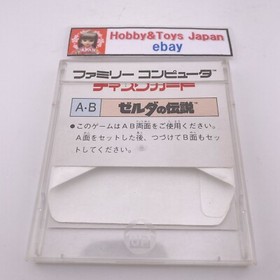 Hobby&Toys Japan
ebay
ファミリー コンピュータ
ディスクカード
A・B
ゼルダの伝説
●このゲームはAB両面をご使用ください。
A面をセットした後、つづけてB面もセッ
トしてください。